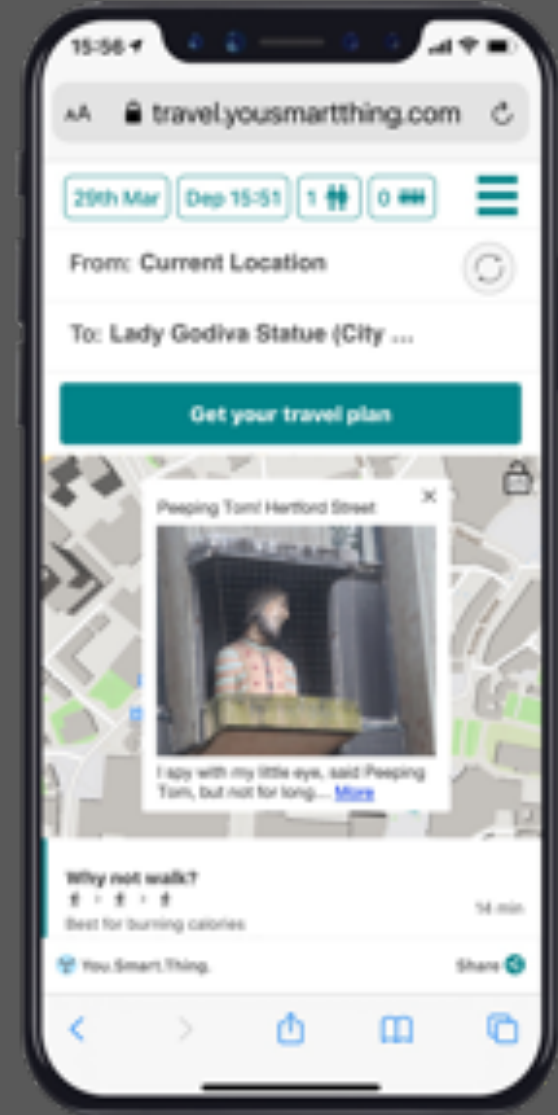 15:56
AA travel.yousmartthing.com
29th Mar Dep 15:51 1 0
From: Current Location
To: Lady Godiva Statue (City ...
Get your travel plan
Peeping Tom! Hertford Street
I spy with my little eye, said Peeping
Tom, but not for long.... More
Why not walk?
14 min
Best for burning calories
You.Smart.Thing.
Share